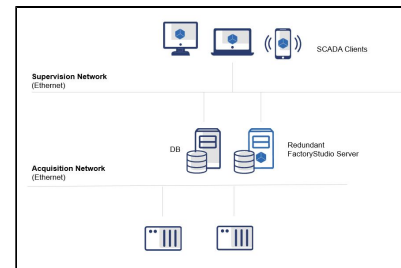 SCADA Clients
Supervision Network
(Ethernet)
DB
Redundant
FactoryStudio Server
Acquisition Network
(Ethernet)